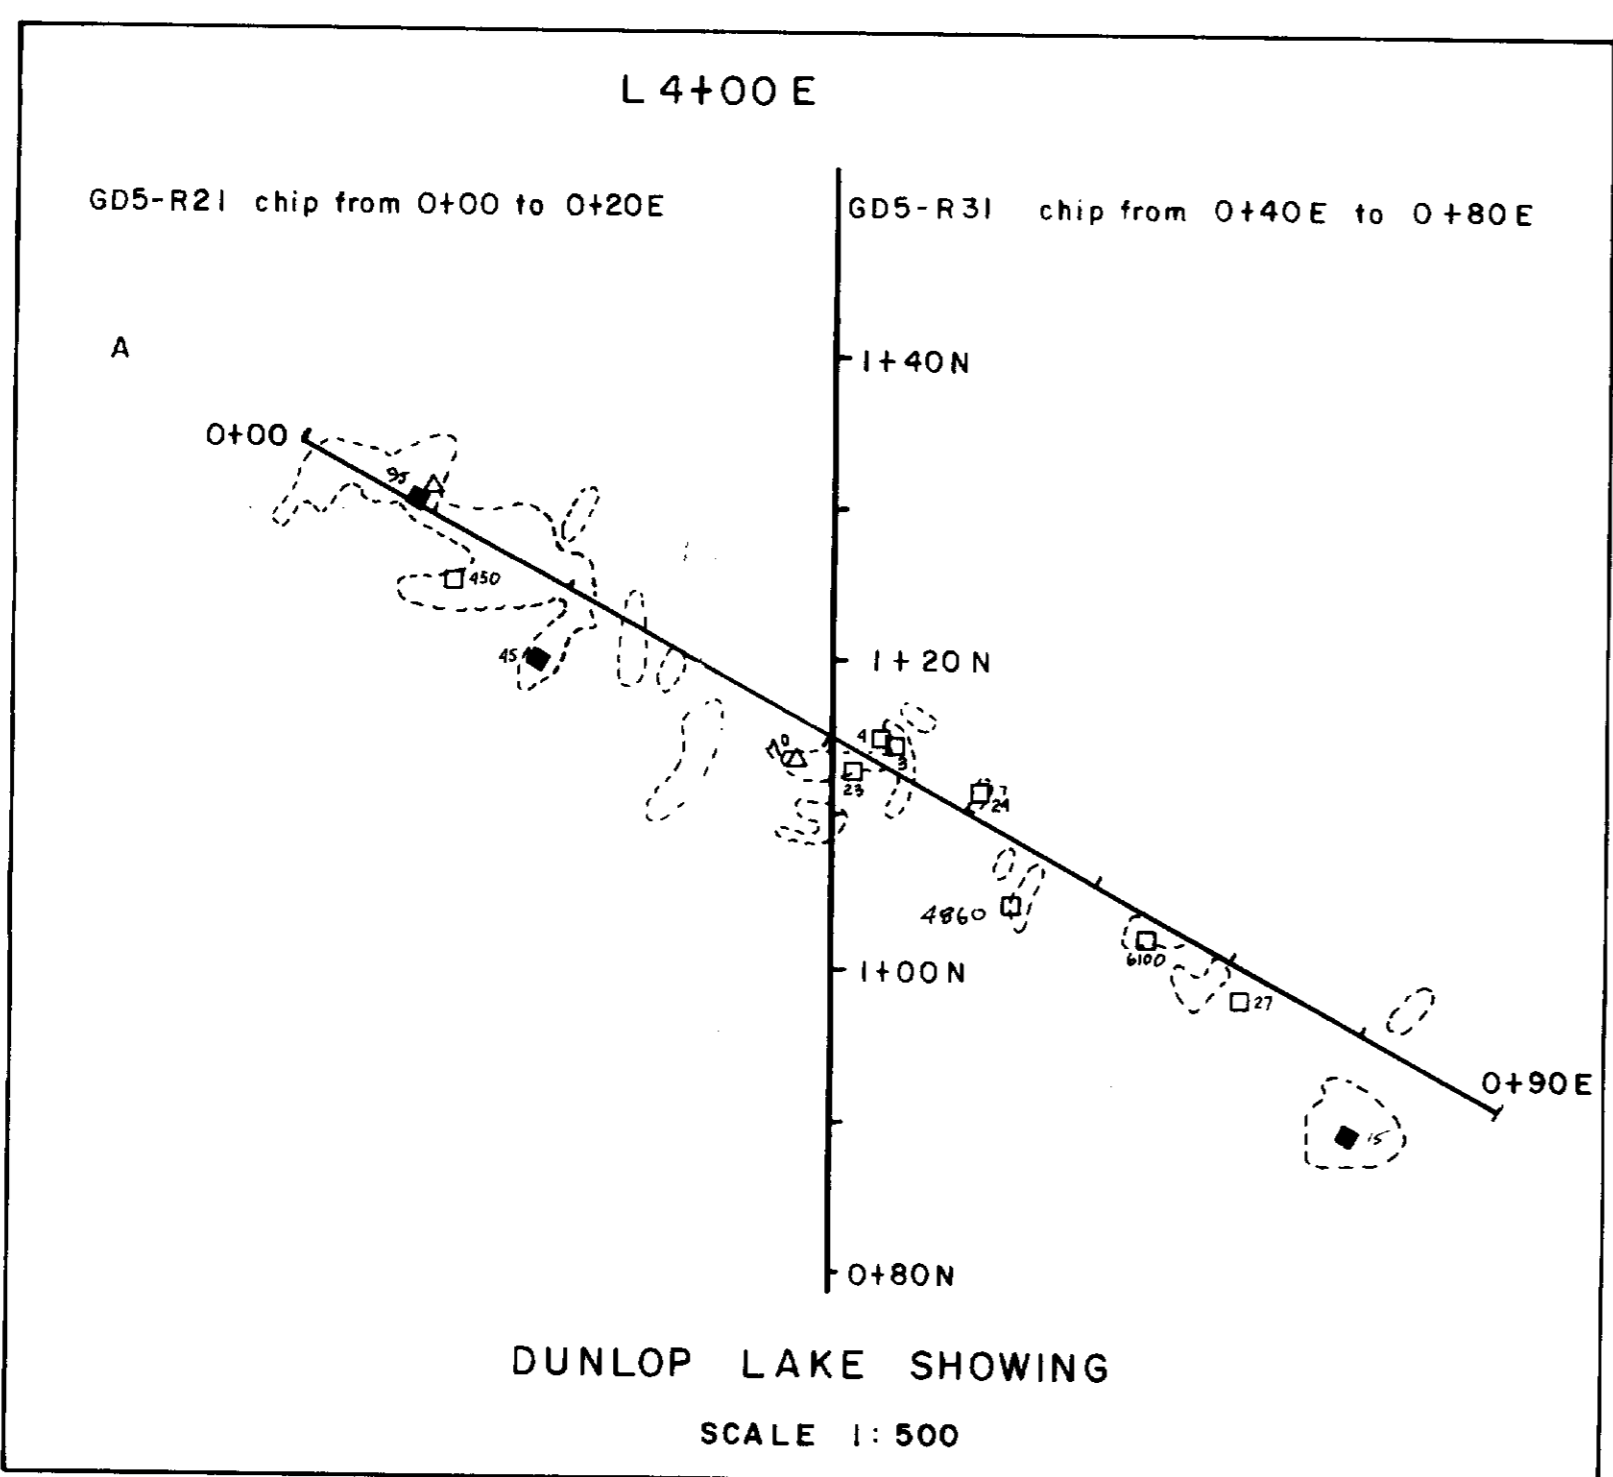 L 4+00 E
GD5-R21 chip from 0+00 to 0+20E
GD5-R31 chip from 0+40E to 0+80E
A
1+40N
0+00
95
450
45
1+20N
70
4
3
23
24
4860
6100
1+00N
27
0+90E
15
0+80N
DUNLOP LAKE SHOWING
SCALE 1:500